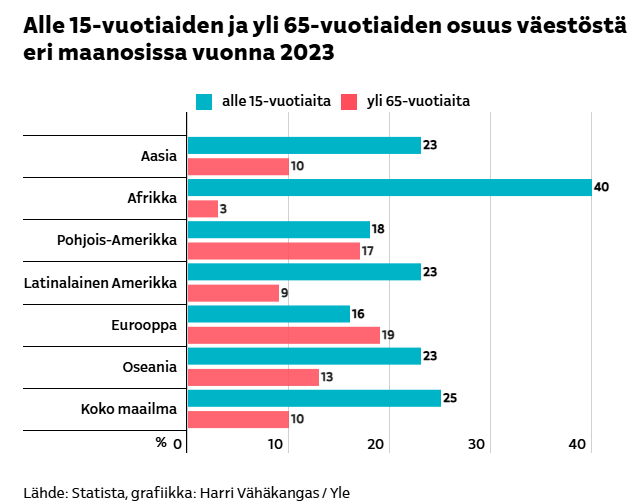 Alle 15-vuotiaiden ja yli 65-vuotiaiden osuus väestöstä
eri maanosissa vuonna 2023
alle 15-vuotiaita yli 65-vuotiaita
Aasia 23
10
Afrikka 40
3
Pohjois-Amerikka 18
17
Latinalainen Amerikka 23
9
Eurooppa 16
19
Oseania 23
13
Koko maailma 25
10
% 0 10 20 30 40
Lähde: Statista, grafiikka: Harri Vähäkangas / Yle